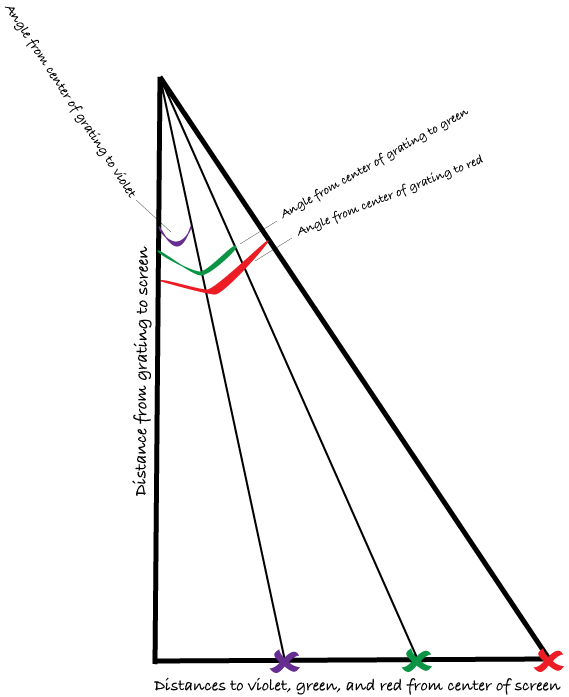 Angle from center of grating to violet
Angle from center of grating to green
Angle from center of grating to red
Distance from grating to screen
Distances to violet, green, and red from center of screen